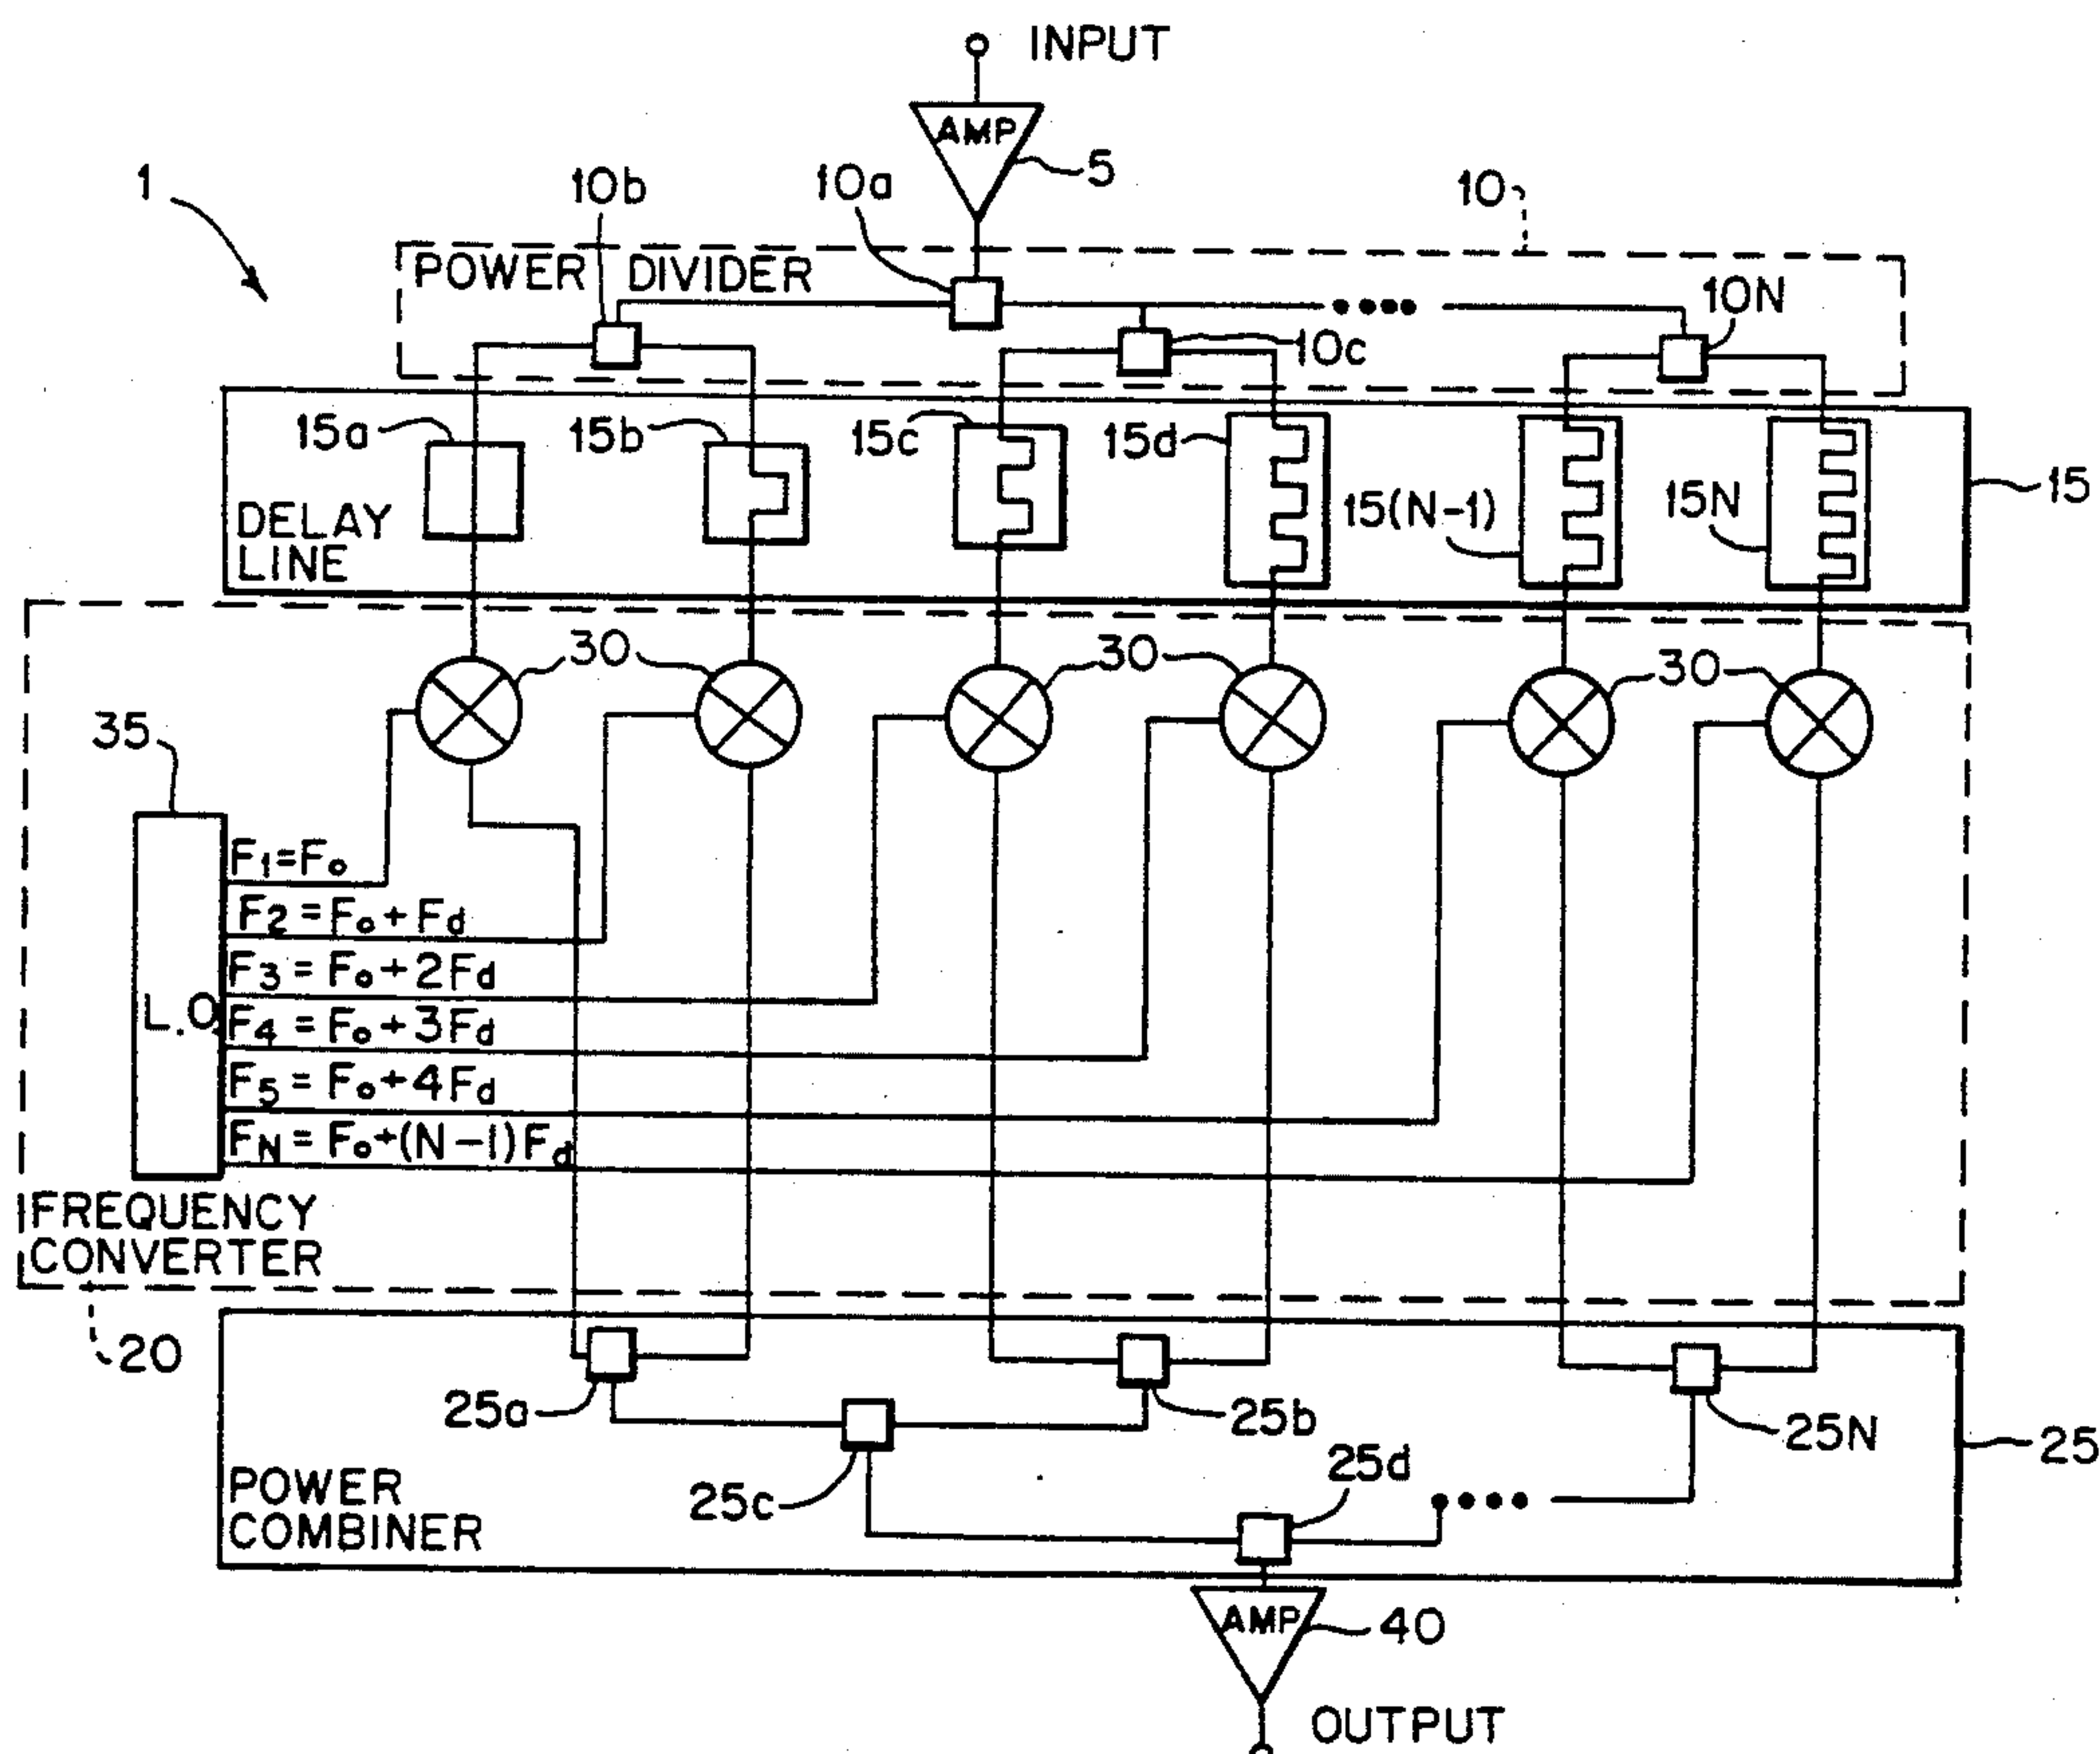 INPUT
AMP
5
1
10b
10a
10
POWER DIVIDER
10N
10c
15a
15b
15c
15d
15(N-1)
15N
15
DELAY
LINE
30
30
30
35
F1=Fo
F2=Fo+Fd
F3=Fo+2Fd
L.O.
F4=Fo+3Fd
F5=Fo+4Fd
FN=Fo+(N-1)Fd
FREQUENCY
CONVERTER
20
25a
25b
25N
25
25c
25d
POWER
COMBINER
AMP
40
OUTPUT